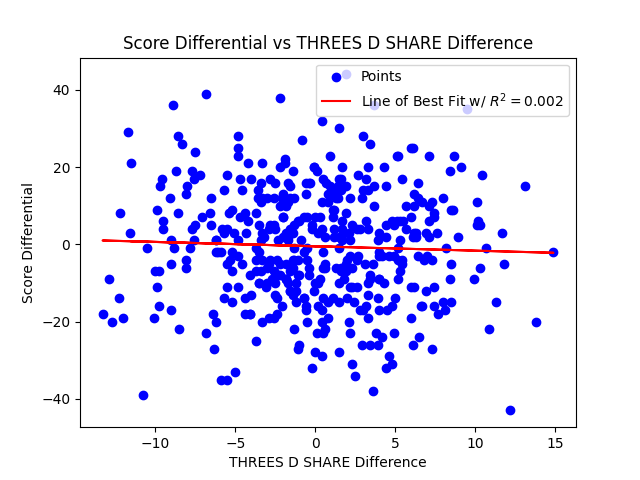 Score Differential vs THREES D SHARE Difference
Points
Line of Best Fit w/ R² = 0.002
Score Differential
40
20
0
−20
−40
−10
−5
0
5
10
15
THREES D SHARE Difference